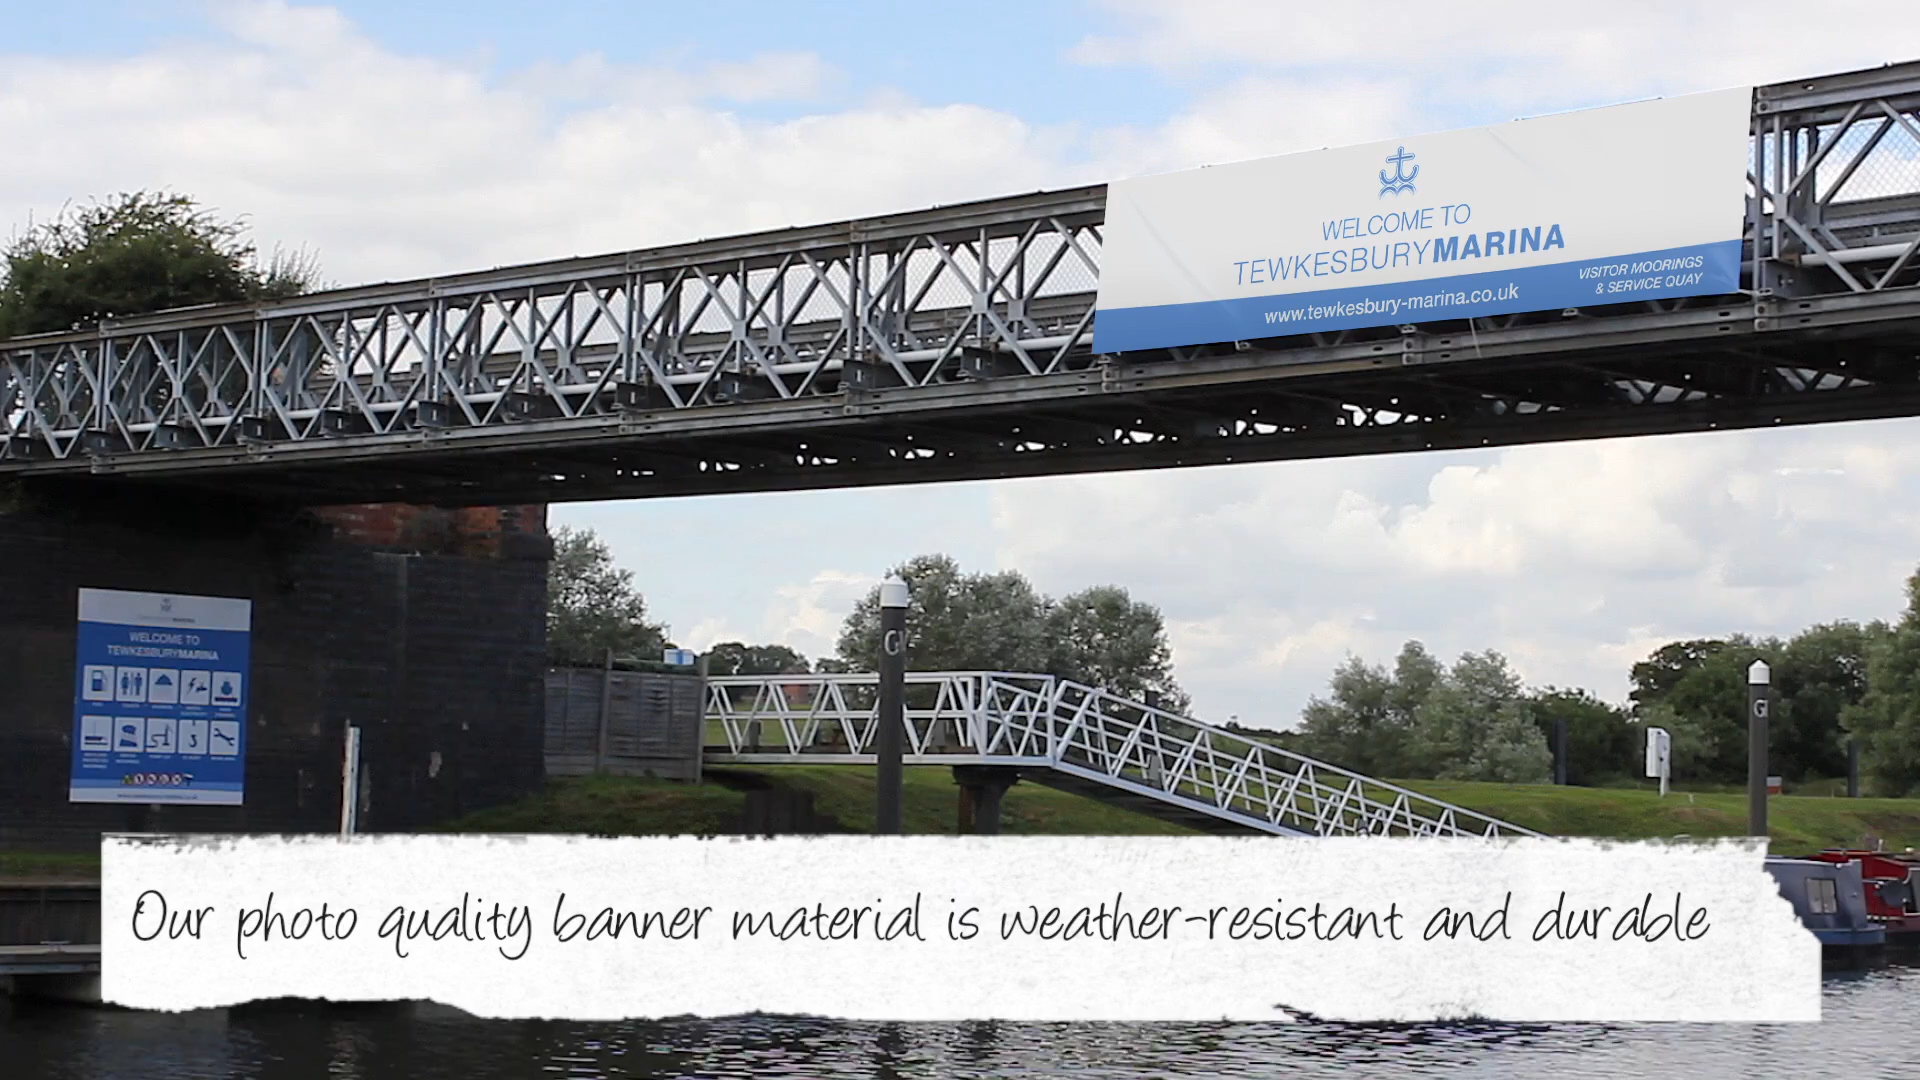 WELCOME TO
TEWKESBURYMARINA
www.tewkesbury-marina.co.uk
VISITOR MOORINGS
& SERVICE QUAY
WELCOME TO
TEWKESBURYMARINA
Our photo quality banner material is weather-resistant and durable